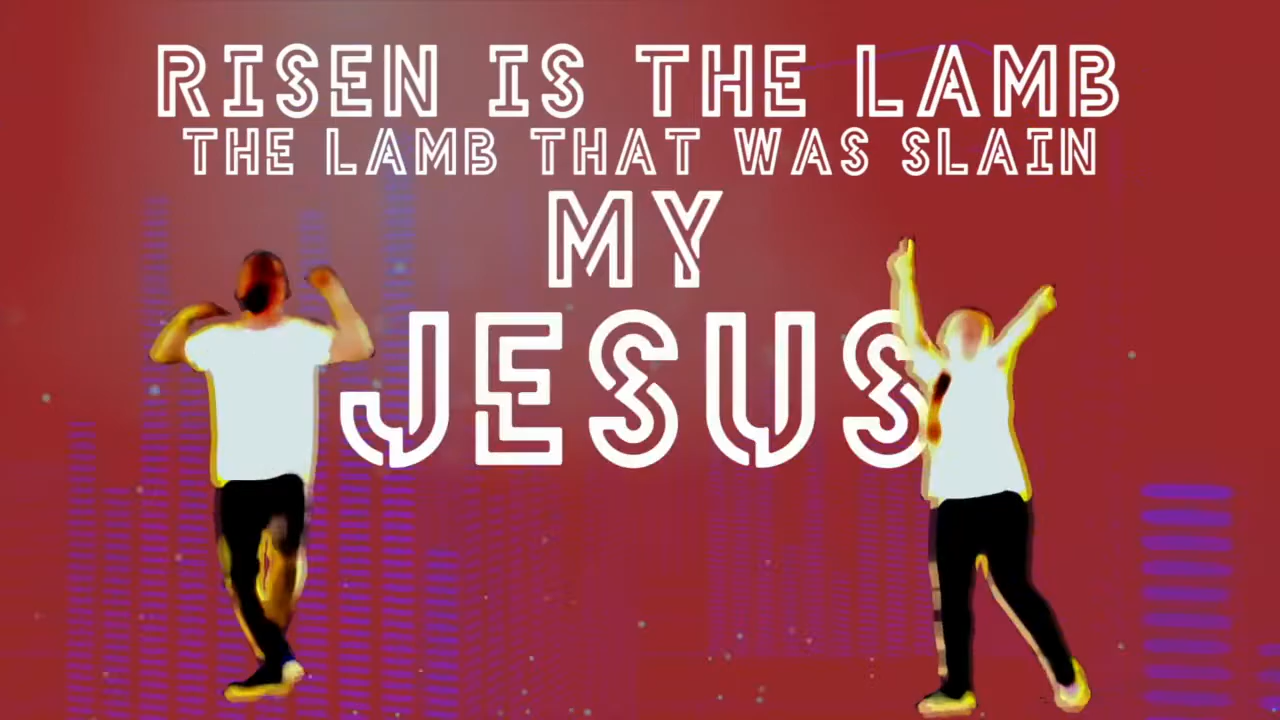 RISEN IS THE LAMB
THE LAMB THAT WAS SLAIN
MY
JESUS